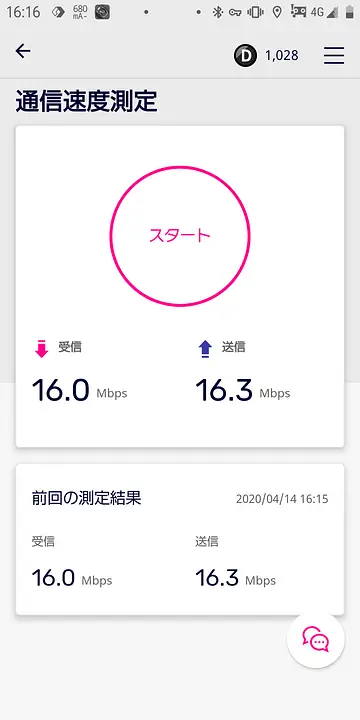 16:16
680
mA-
4G
D 1,028
通信速度測定
スタート
受信 送信
16.0 Mbps 16.3 Mbps
前回の測定結果 2020/04/14 16:15
受信 送信
16.0 Mbps 16.3 Mbps